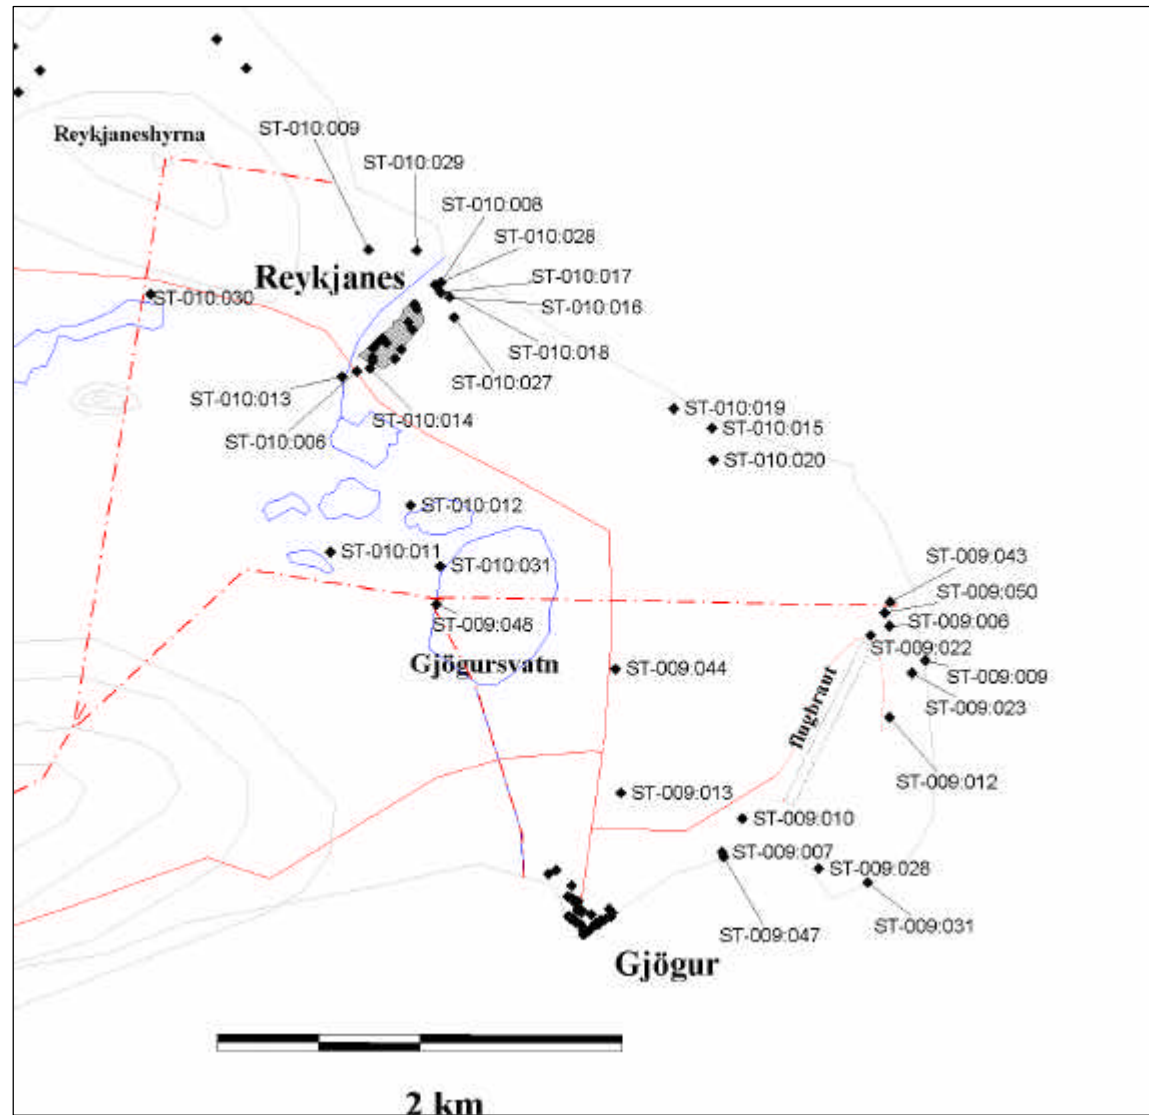 ST-010:009
Reykjaneshyrna
ST-010:029
ST-010:008
ST-010:028
Reykjanes
ST-010:017
ST-010:030
ST-010:016
ST-010:018
ST-010:027
ST-010:013
ST-010:019
ST-010:014
ST-010:015
ST-010:006
ST-010:020
ST-010:012
ST-010:011
ST-009:043
ST-010:031
ST-009:050
ST-009:048
ST-009:006
ST-009:022
Gjögursvatn
ST-009:044
ST-009:009
ST-009:023
flugbraut
ST-009:012
ST-009:013
ST-009:010
ST-009:007
ST-009:028
ST-009:031
ST-009:047
Gjögur
2 km